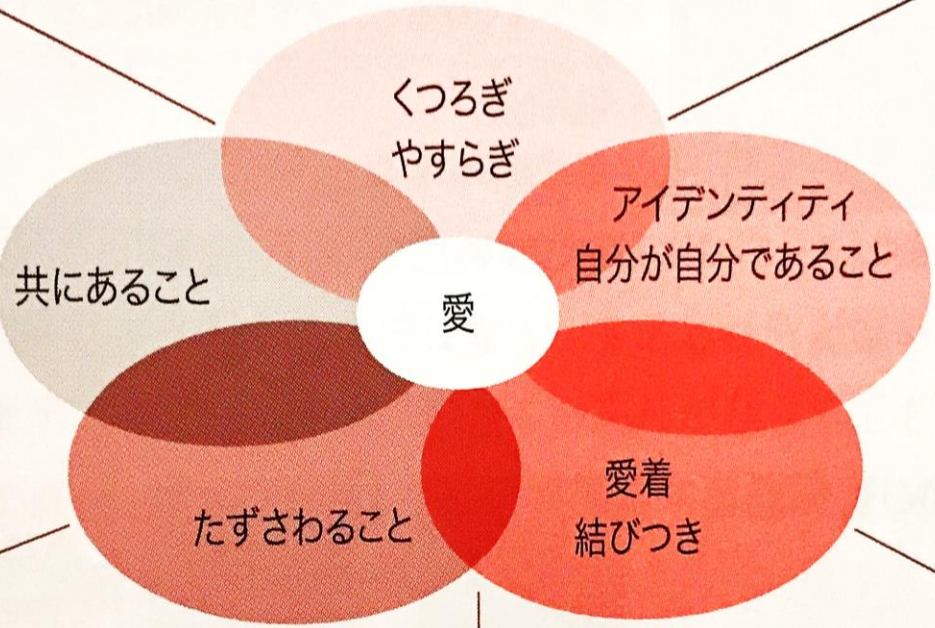 くつろぎ
やすらぎ
アイデンティティ
自分が自分であること
共にあること
愛
愛着
結びつき
たずさわること